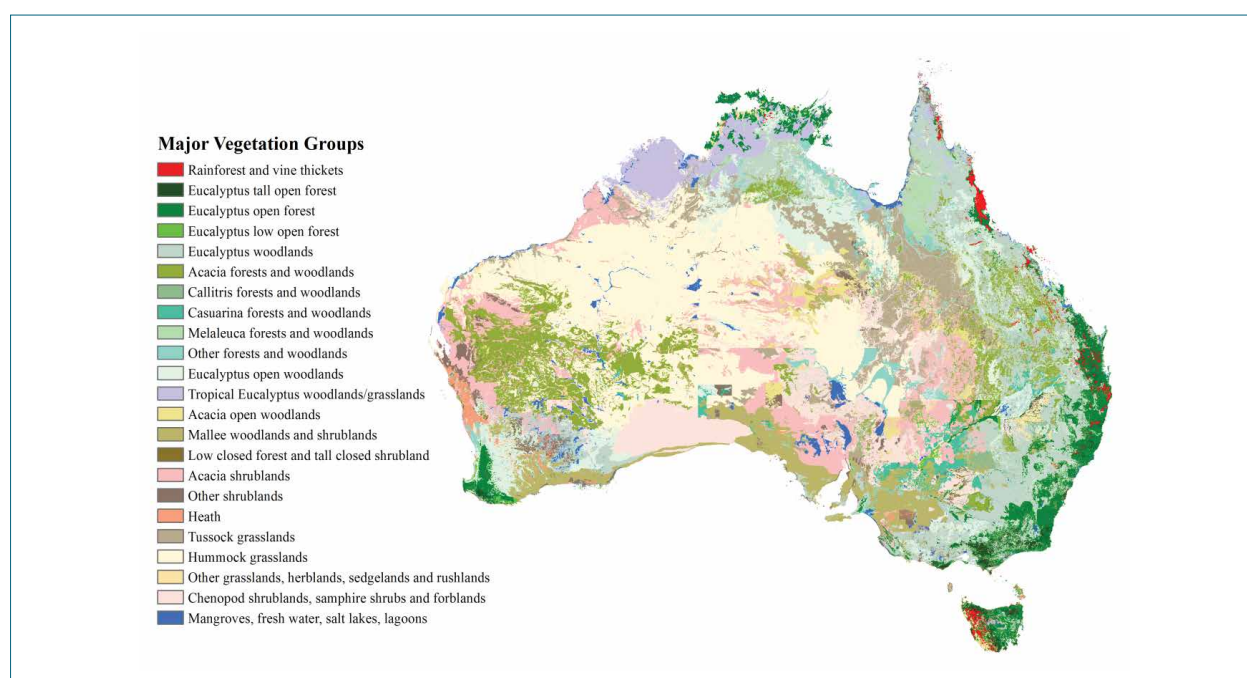 Major Vegetation Groups
Rainforest and vine thickets
Eucalyptus tall open forest
Eucalyptus open forest
Eucalyptus low open forest
Eucalyptus woodlands
Acacia forests and woodlands
Callitris forests and woodlands
Casuarina forests and woodlands
Melaleuca forests and woodlands
Other forests and woodlands
Eucalyptus open woodlands
Tropical Eucalyptus woodlands/grasslands
Acacia open woodlands
Mallee woodlands and shrublands
Low closed forest and tall closed shrubland
Acacia shrublands
Other shrublands
Heath
Tussock grasslands
Hummock grasslands
Other grasslands, herblands, sedgelands and rushlands
Chenopod shrublands, samphire shrubs and forblands
Mangroves, fresh water, salt lakes, lagoons